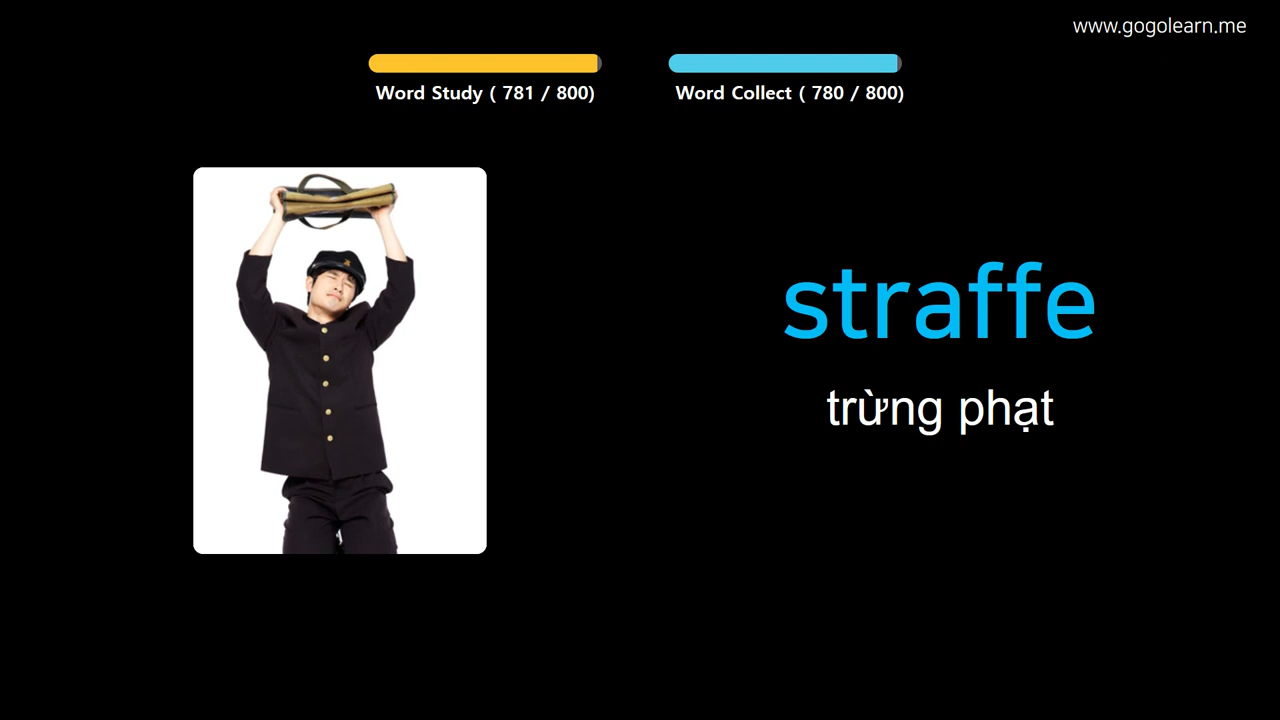 www.gogolearn.me
Word Study ( 781 / 800)
Word Collect ( 780 / 800)
straffe
trừng phạt